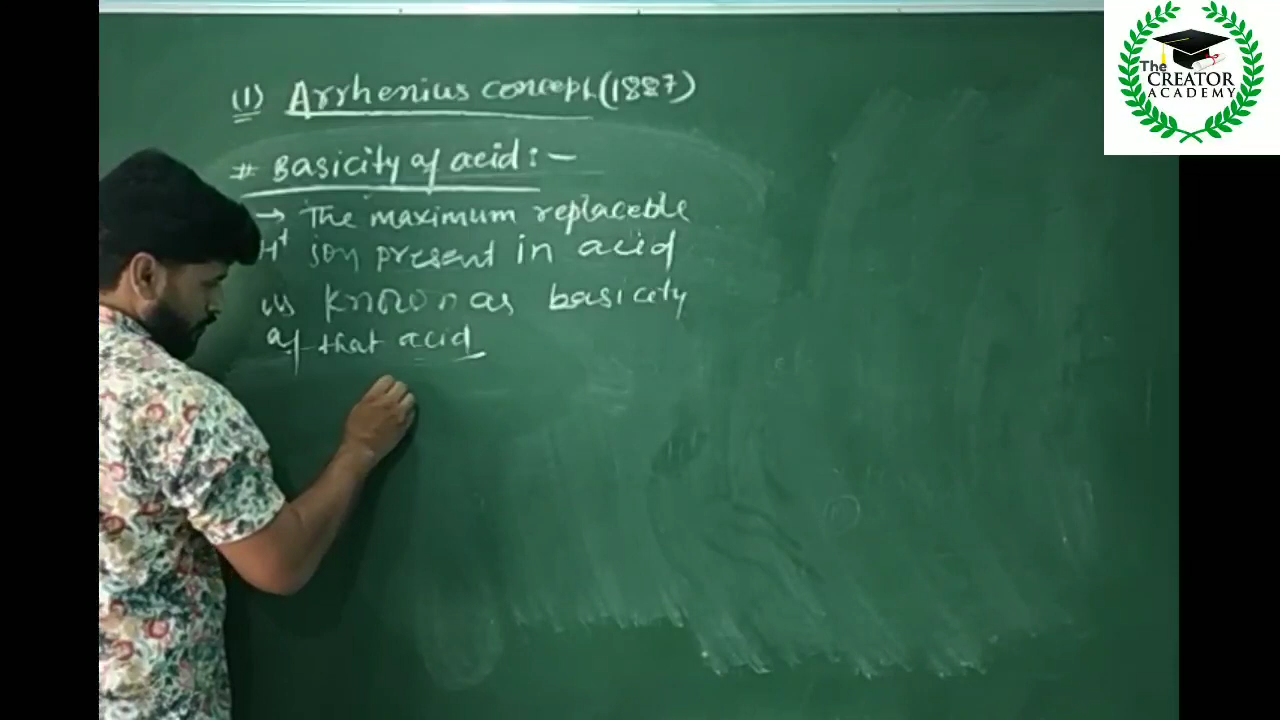 (1) Arrhenius concept (1887)
# Basicity of acid :-
→ The maximum replaceble
H+ ion present in acid
is known as basicity
of that acid
The
CREATOR
ACADEMY